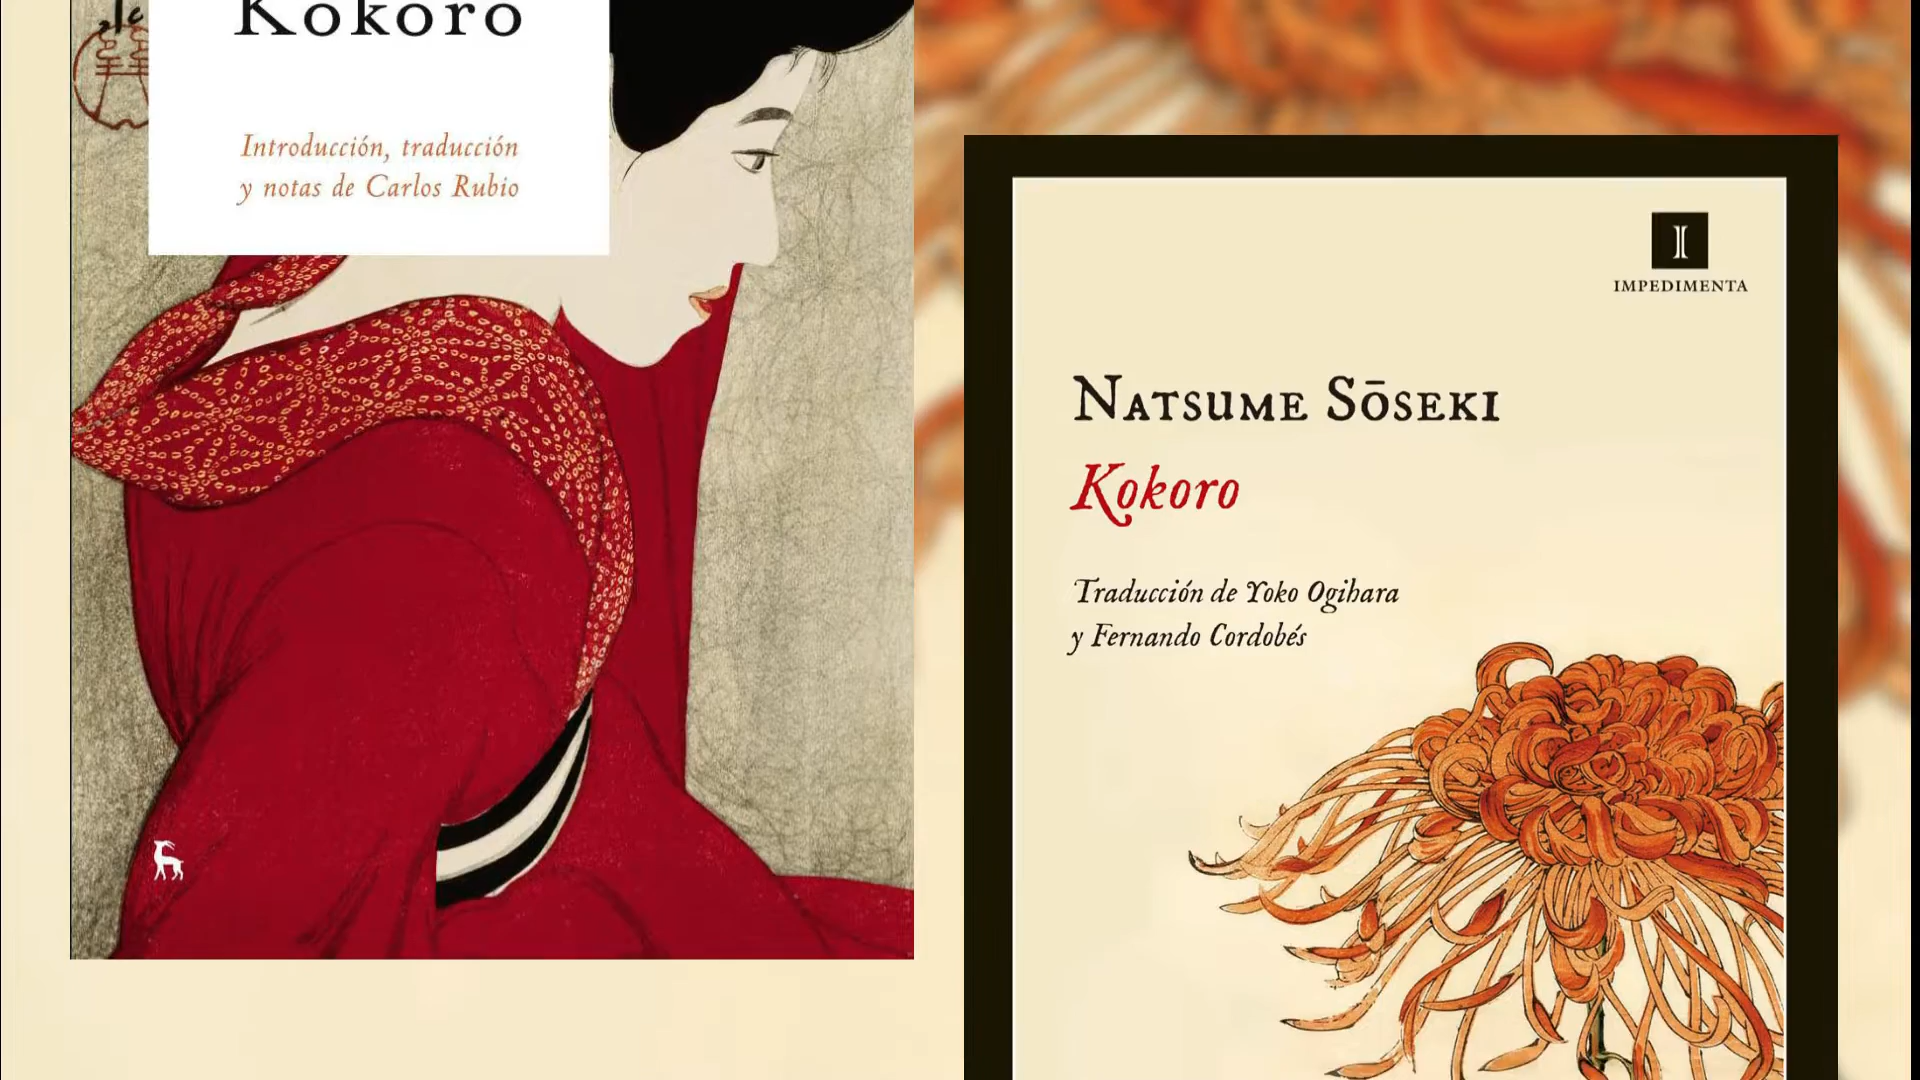 Kokoro
Introducción, traducción
y notas de Carlos Rubio
I
IMPEDIMENTA
NATSUME SŌSEKI
Kokoro
Traducción de Yoko Ogihara
y Fernando Cordobés